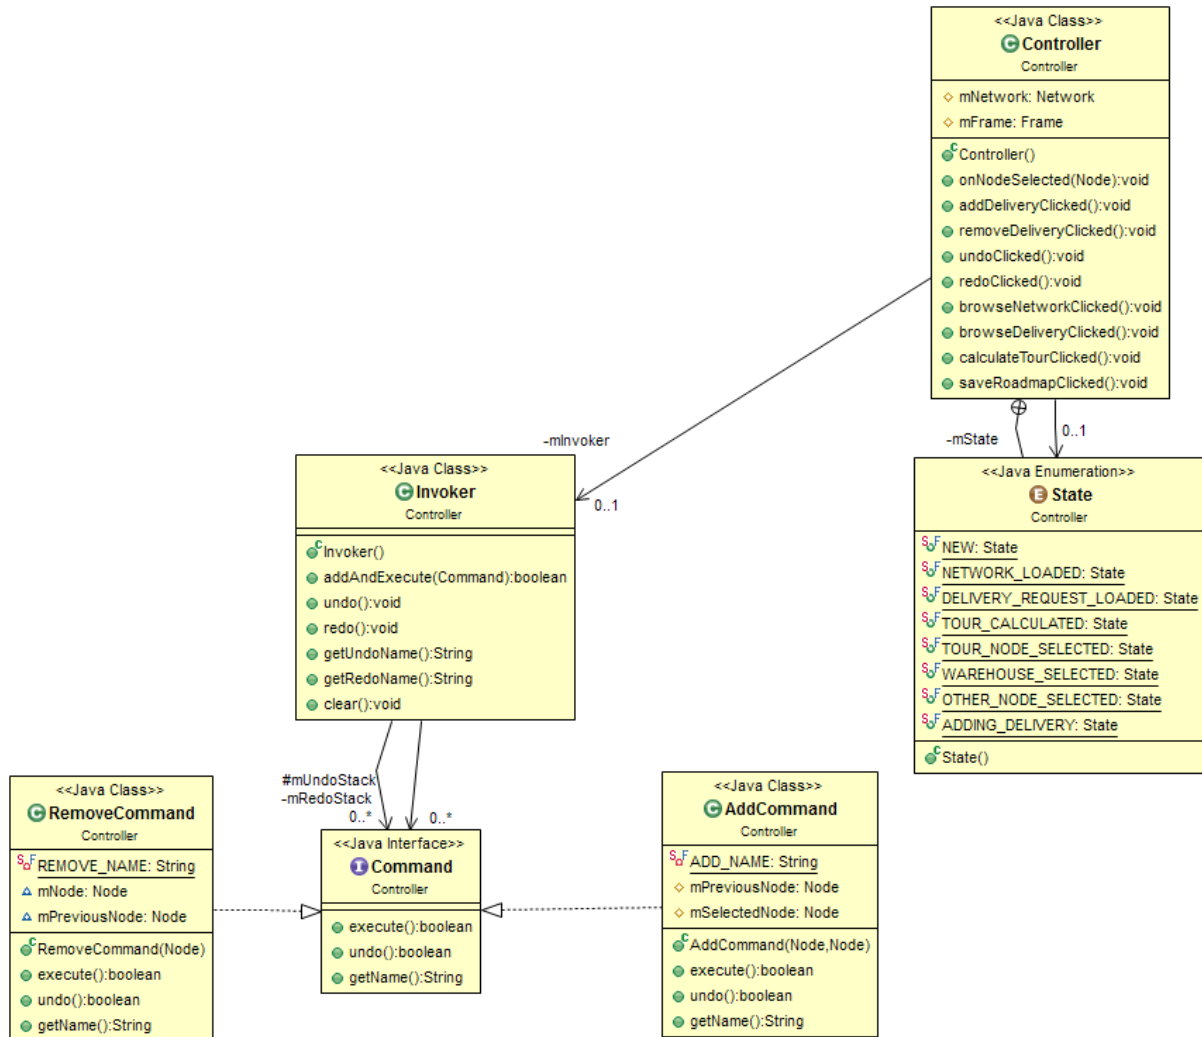 <<Java Class>>
Controller
Controller
mNetwork: Network
mFrame: Frame
Controller()
onNodeSelected(Node):void
addDeliveryClicked():void
removeDeliveryClicked():void
undoClicked():void
redoClicked():void
browseNetworkClicked():void
browseDeliveryClicked():void
calculateTourClicked():void
saveRoadmapClicked():void
-mState
0..1
-mInvoker
0..1
<<Java Class>>
Invoker
Controller
Invoker()
addAndExecute(Command):boolean
undo():void
redo():void
getUndoName():String
getRedoName():String
clear():void
<<Java Enumeration>>
State
Controller
NEW: State
NETWORK_LOADED: State
DELIVERY_REQUEST_LOADED: State
TOUR_CALCULATED: State
TOUR_NODE_SELECTED: State
WAREHOUSE_SELECTED: State
OTHER_NODE_SELECTED: State
ADDING_DELIVERY: State
State()
#mUndoStack
-mRedoStack
0..*
0..*
<<Java Class>>
RemoveCommand
Controller
REMOVE_NAME: String
mNode: Node
mPreviousNode: Node
RemoveCommand(Node)
execute():boolean
undo():boolean
getName():String
<<Java Interface>>
Command
Controller
execute():boolean
undo():boolean
getName():String
<<Java Class>>
AddCommand
Controller
ADD_NAME: String
mPreviousNode: Node
mSelectedNode: Node
AddCommand(Node,Node)
execute():boolean
undo():boolean
getName():String